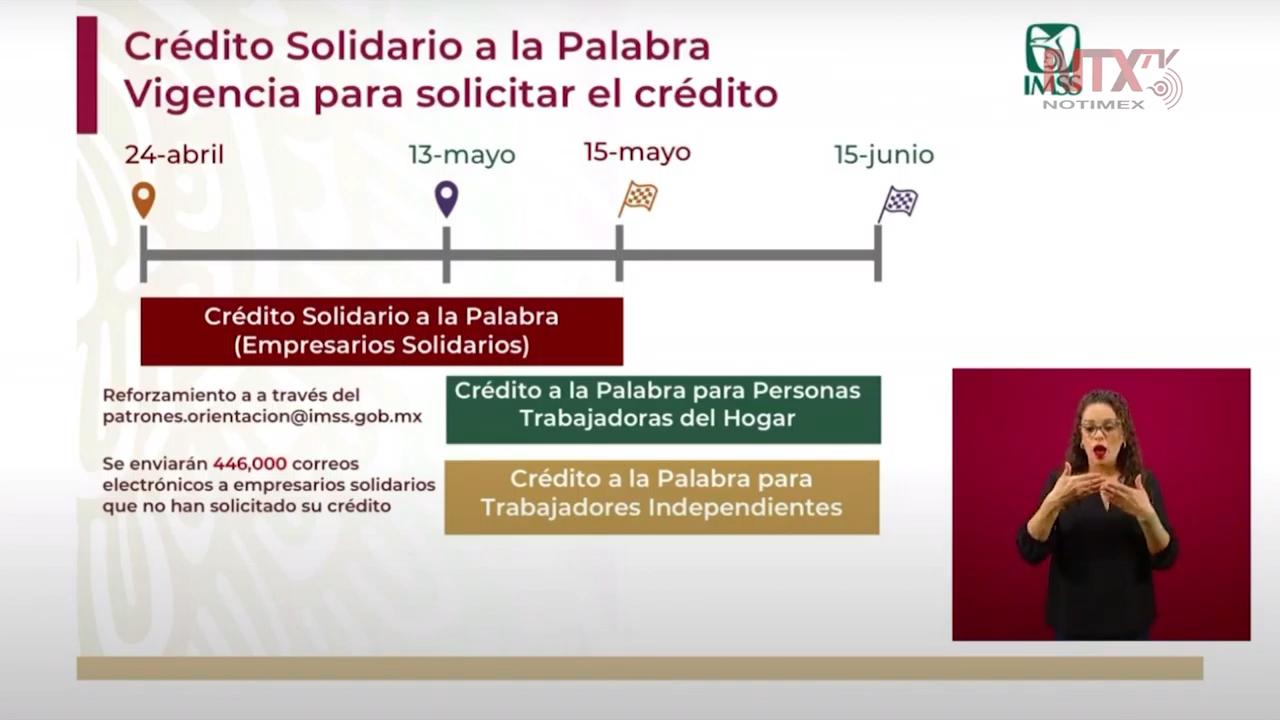 Crédito Solidario a la Palabra
Vigencia para solicitar el crédito
IMSS
NTX
NOTIMEX
24-abril
13-mayo
15-mayo
15-junio
Crédito Solidario a la Palabra
(Empresarios Solidarios)
Reforzamiento a a través del
patrones.orientacion@imss.gob.mx
Se enviarán 446,000 correos
electrónicos a empresarios solidarios
que no han solicitado su crédito
Crédito a la Palabra para Personas
Trabajadoras del Hogar
Crédito a la Palabra para
Trabajadores Independientes